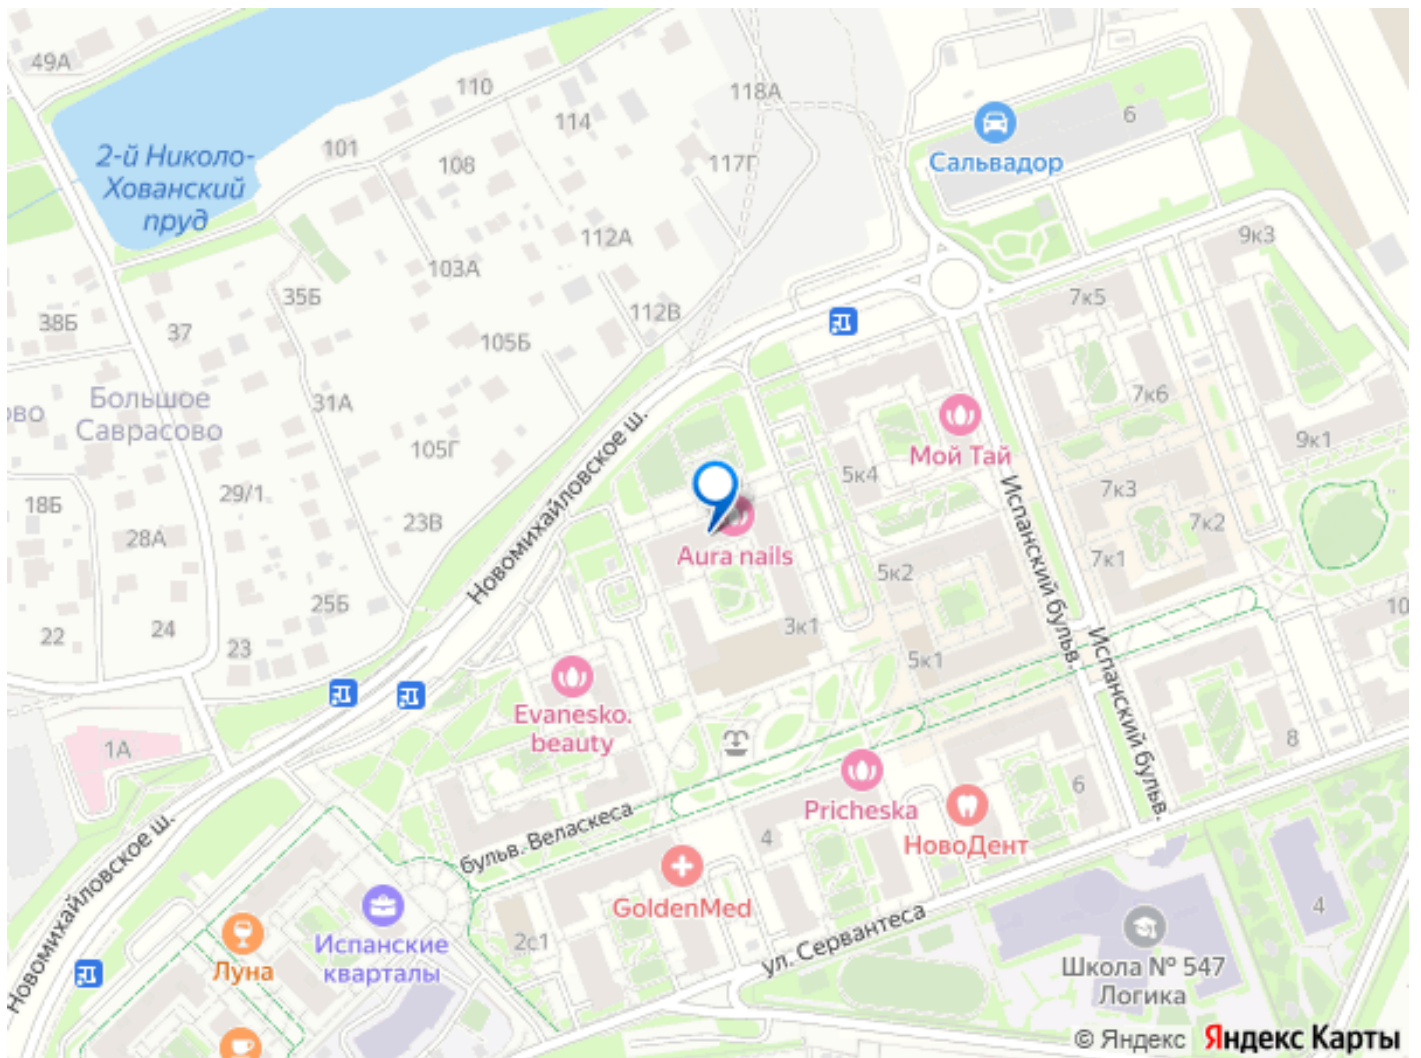 49А
110
118А
114
6
101
108
117Г
Сальвадор
2-й Николо-
Хованский
пруд
112А
9к3
103А
35Б
7к5
38Б
37
112В
105Б
7к6
Большое
Саврасово
ово
31А
9к1
105Г
Мой Тай
5к4
Новомихайловское ш.
Испанский бульв.
18Б
29/1
7к3
23В
7к2
28А
Aura nails
7к1
5к2
25Б
10
22
24
23
3к1
5к1
Испанский бульв.
Evanesko.
beauty
1А
8
6
Pricheska
бульв. Веласкеса
4
НовоДент
Новомихайловское ш.
GoldenMed
4
2с1
Испанские
кварталы
ул. Сервантеса
Луна
Школа № 547
Логика
© Яндекс Яндекс Карты